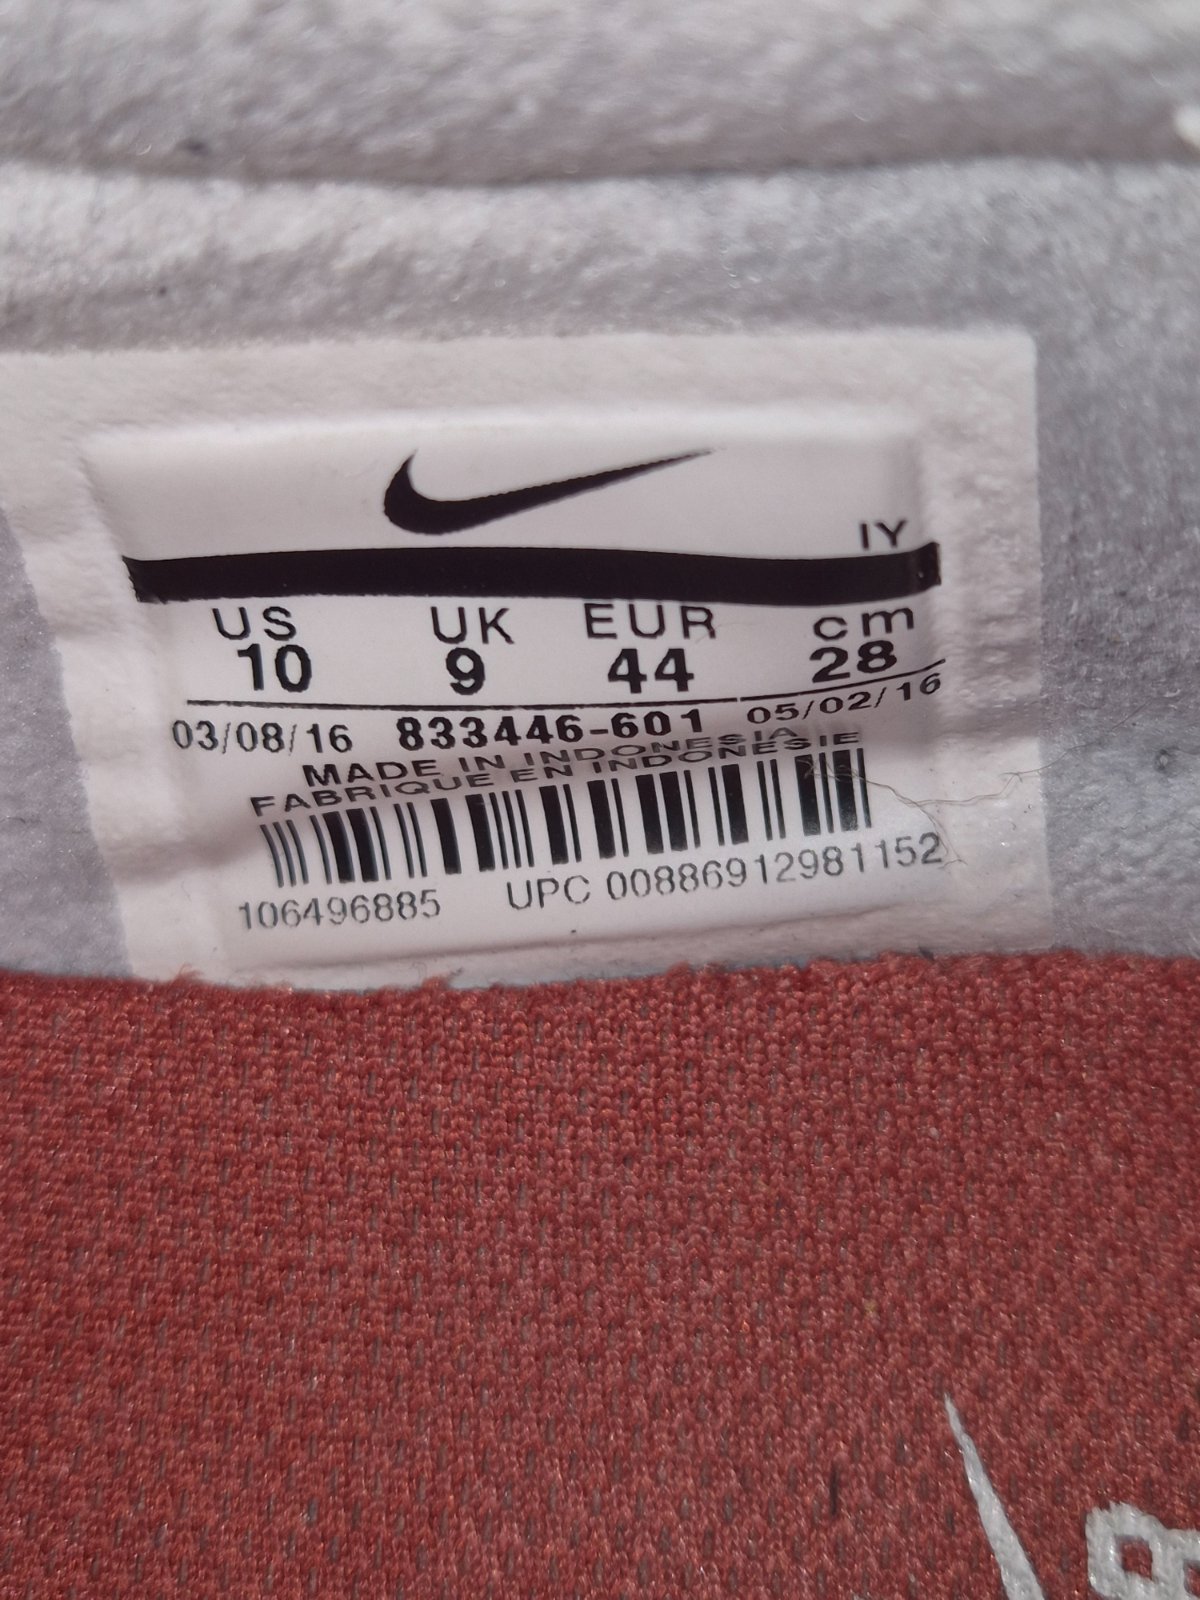 IY
US UK EUR cm
10 9 44 28
03/08/16 833446-601 05/02/16
MADE IN INDONESIA
FABRIQUE EN INDONESIE
106496885 UPC 00886912981152
8